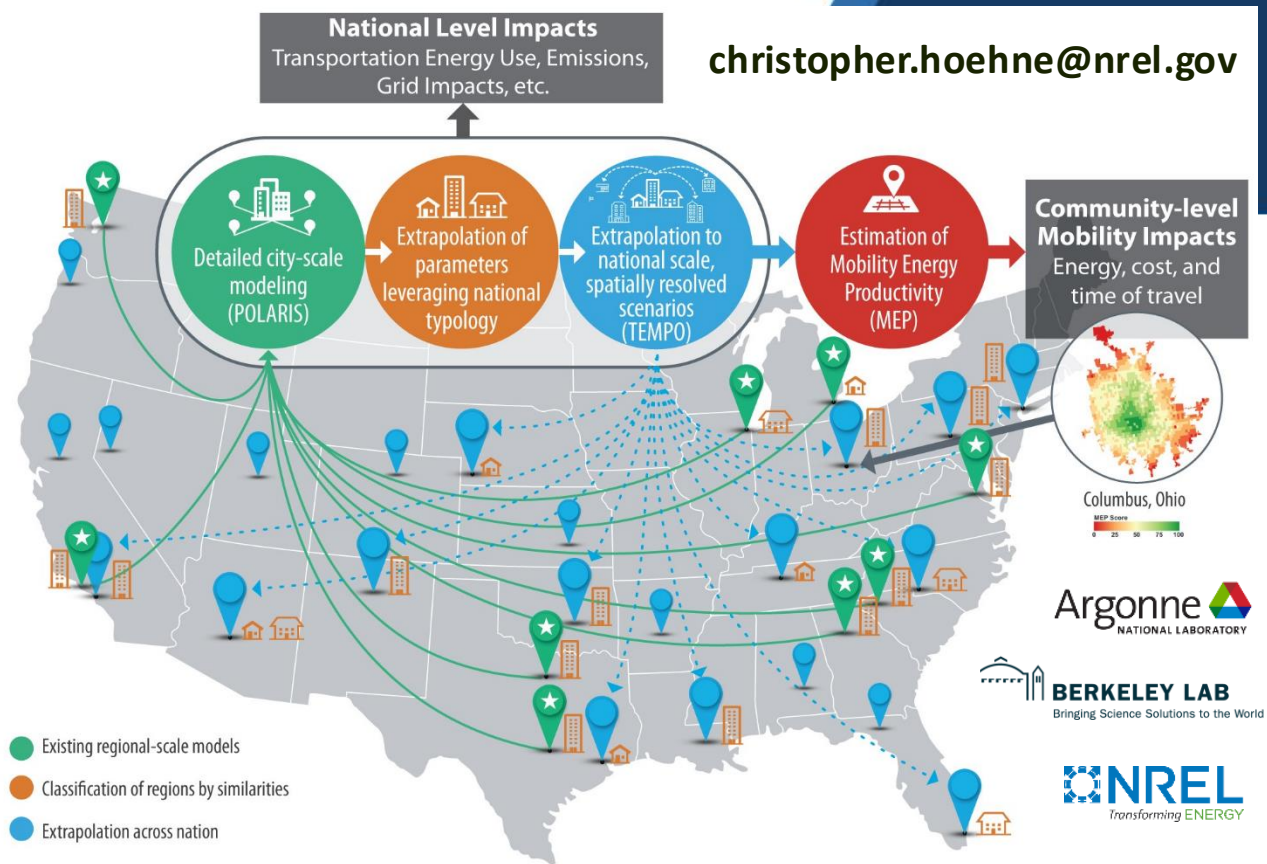 National Level Impacts
Transportation Energy Use, Emissions,
Grid Impacts, etc.
christopher.hoehne@nrel.gov
Detailed city-scale
modeling
(POLARIS)
Extrapolation of
parameters
leveraging national
typology
Extrapolation to
national scale,
spatially resolved
scenarios
(TEMPO)
Estimation of
Mobility Energy
Productivity
(MEP)
Community-level
Mobility Impacts
Energy, cost, and
time of travel
Columbus, Ohio
MEP Score
0 25 50 75 100
Argonne
NATIONAL LABORATORY
BERKELEY LAB
Bringing Science Solutions to the World
NREL
Transforming ENERGY
Existing regional-scale models
Classification of regions by similarities
Extrapolation across nation